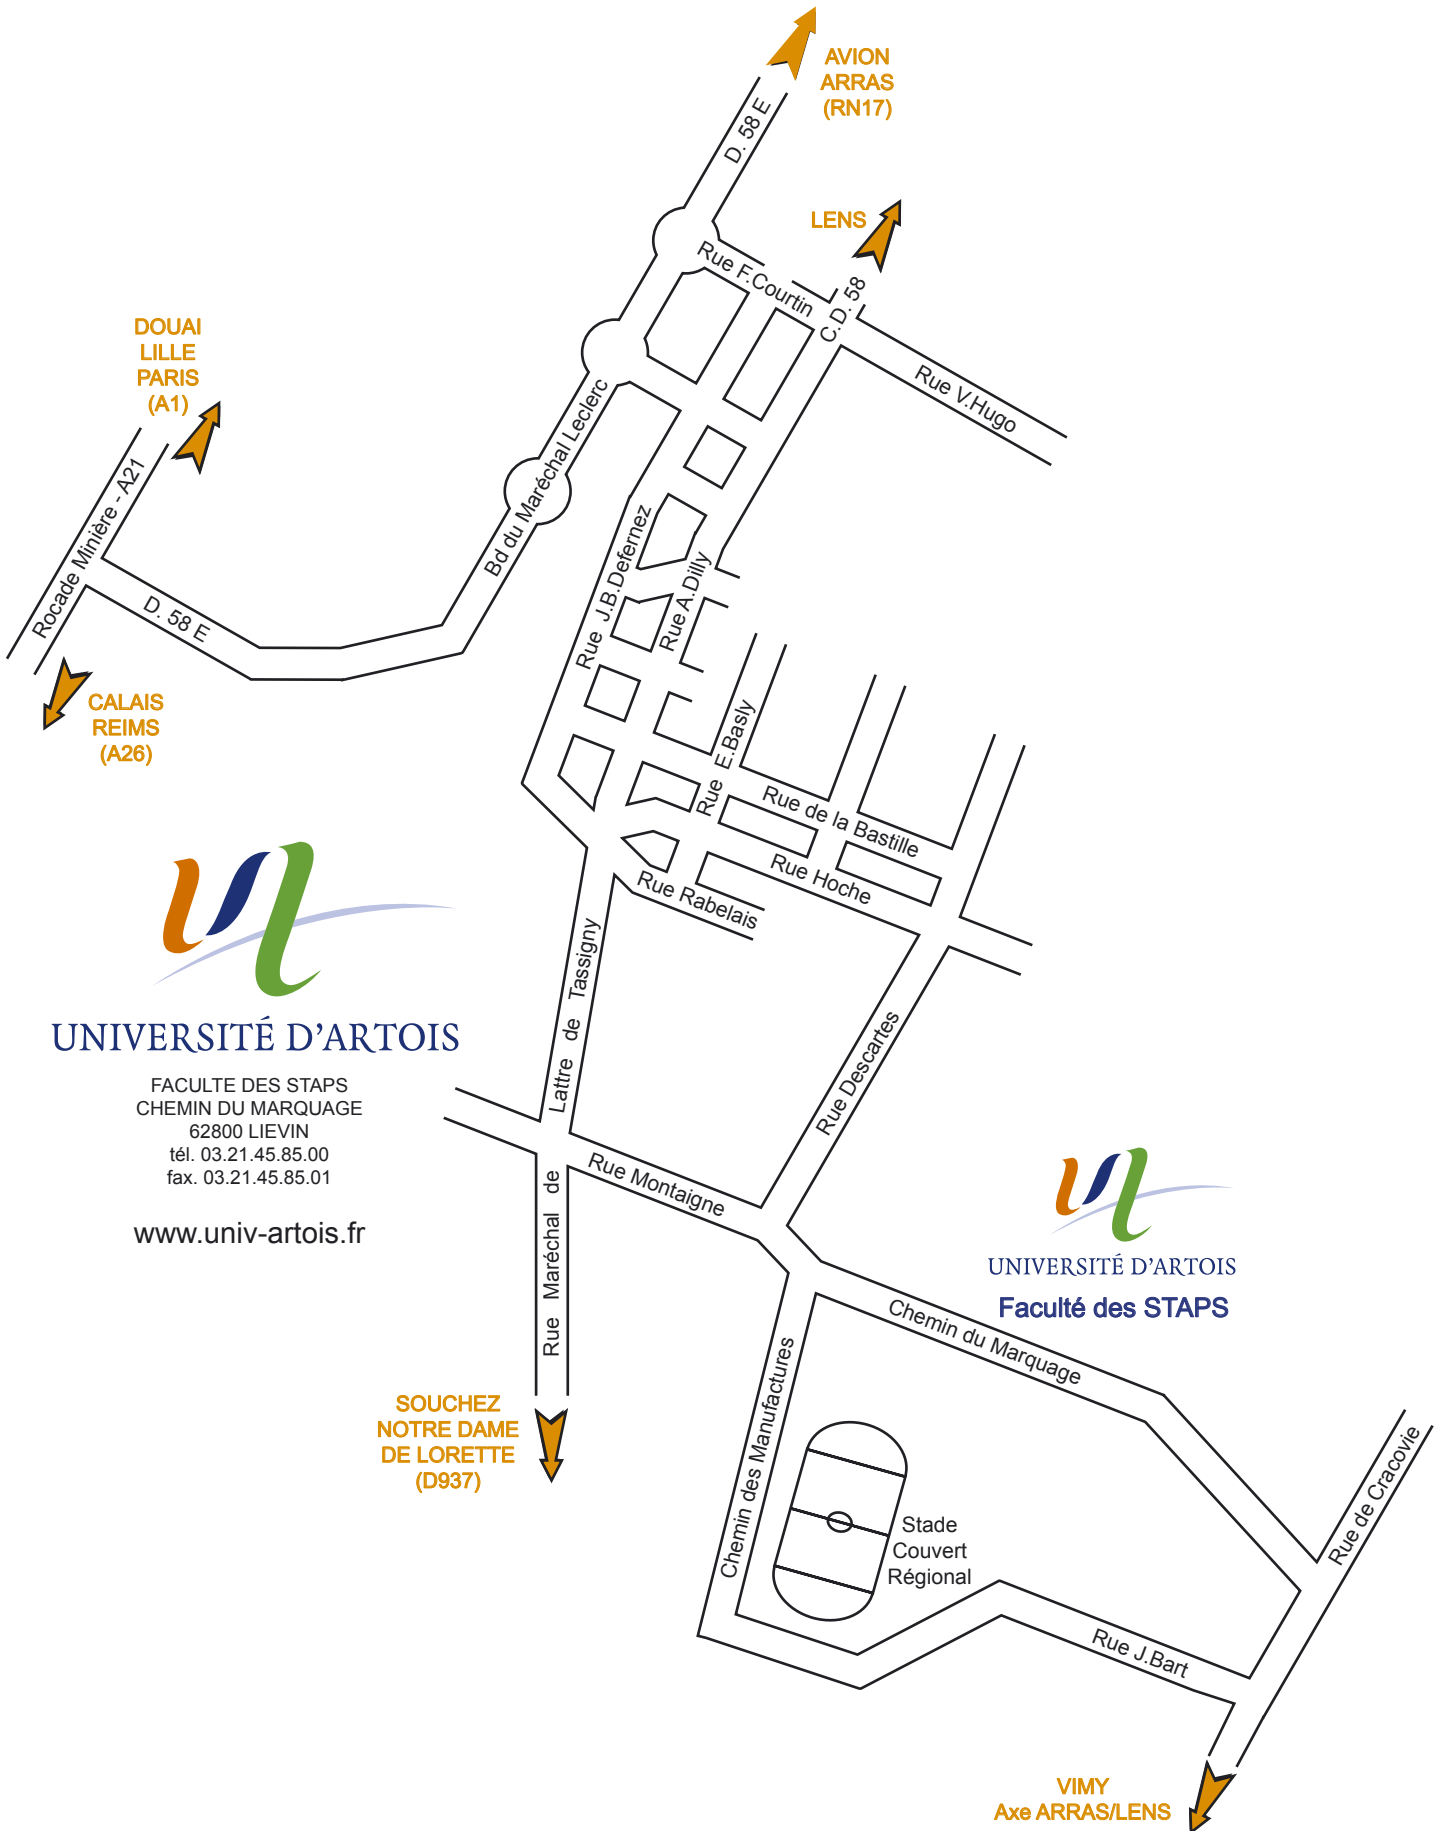 AVION
ARRAS
(RN17)
D. 58 E
LENS
Rue F.Courtin
C.D. 58
Rue V.Hugo
DOUAI
LILLE
PARIS
(A1)
Rocade Minière - A21
D. 58 E
Bd du Maréchal Leclerc
CALAIS
REIMS
(A26)
Rue J.B.Defernez
Rue A.Dilly
Rue E.Basly
Rue de la Bastille
Rue Hoche
Rue Rabelais
UNIVERSITÉ D'ARTOIS
FACULTE DES STAPS
CHEMIN DU MARQUAGE
62800 LIEVIN
tél. 03.21.45.85.00
fax. 03.21.45.85.01
www.univ-artois.fr
Rue Maréchal de Lattre de Tassigny
Rue Descartes
Rue Montaigne
UNIVERSITÉ D'ARTOIS
Faculté des STAPS
Chemin du Marquage
Chemin des Manufactures
SOUCHEZ
NOTRE DAME
DE LORETTE
(D937)
Stade
Couvert
Régional
Rue de Cracovie
Rue J.Bart
VIMY
Axe ARRAS/LENS